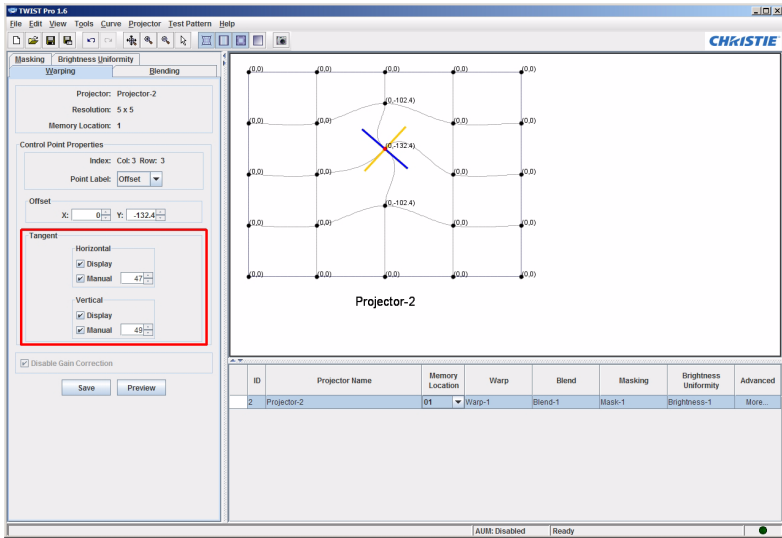 TWIST Pro 1.6
File Edit View Tools Curve Projector Test Pattern Help
CHRISTIE
Masking Brightness Uniformity
Warping Blending
Projector: Projector-2
Resolution: 5 x 5
Memory Location: 1
Control Point Properties
Index: Col: 3 Row: 3
Point Label: Offset
Offset
X: 0 Y: -132.4
Tangent
Horizontal
Display
Manual 47
Vertical
Display
Manual 49
Disable Gain Correction
Save Preview
(0,0) (0,0) (0,0) (0,0) (0,0)
(0,-102.4)
(0,0) (0,0) (0,0) (0,0)
(0,-132.4)
(0,0) (0,0) (0,0) (0,0)
(0,-102.4)
(0,0) (0,0) (0,0) (0,0)
(0,0) (0,0) (0,0) (0,0) (0,0)
Projector-2
ID Projector Name Memory Location Warp Blend Masking Brightness Uniformity Advanced
2 Projector-2 01 Warp-1 Blend-1 Mask-1 Brightness-1 More...
AUM: Disabled Ready